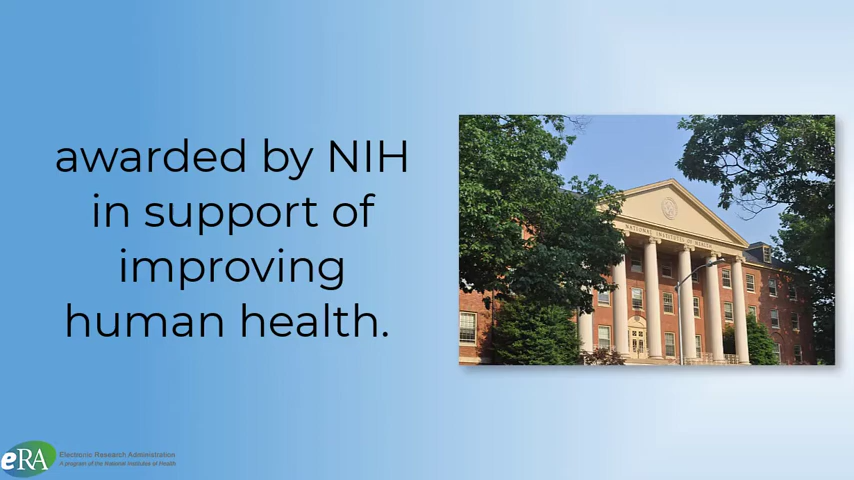 awarded by NIH
in support of
improving
human health.
NATIONAL INSTITUTES OF HEALTH
eRA
Electronic Research Administration
A program of the National Institutes of Health